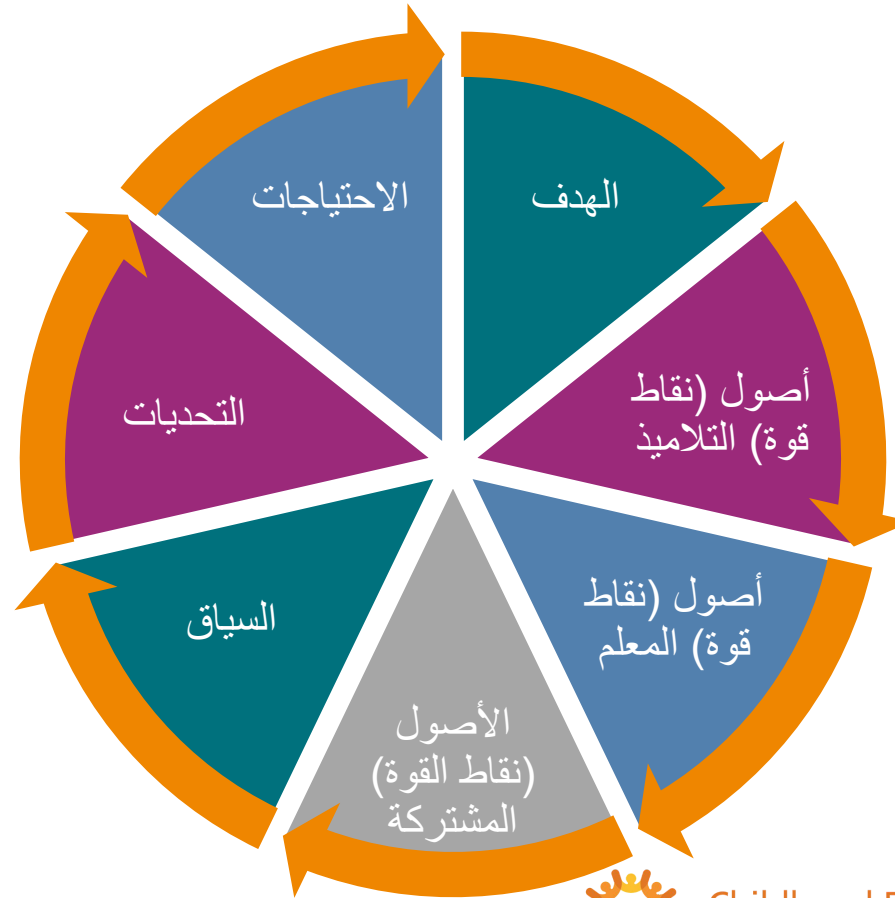 الهدف
أصول (نقاط
قوة) التلاميذ
أصول (نقاط
قوة) المعلم
الأصول
(نقاط القوة)
المشتركة
السياق
التحديات
الاحتياجات